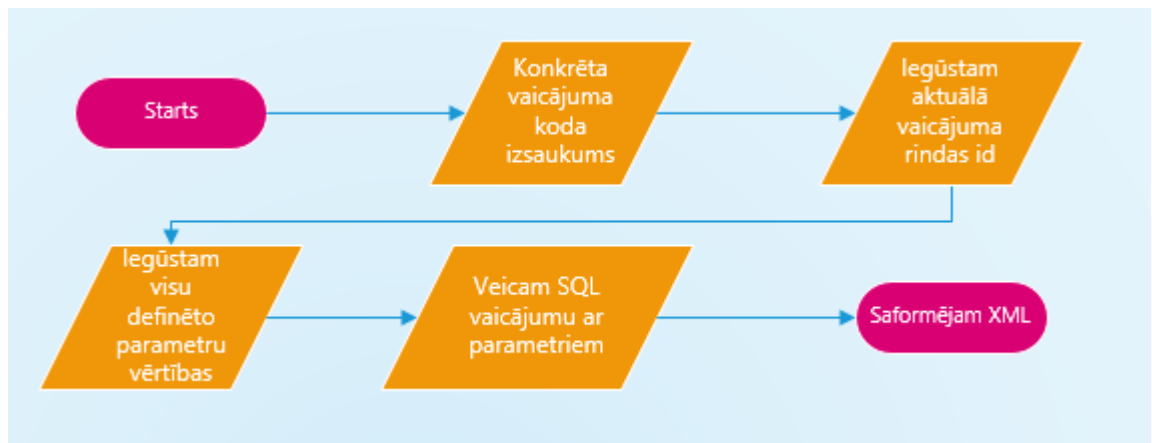 Starts
Konkrēta
vaicājuma
koda
izsaukums
Iegūstam
aktuālā
vaicājuma
rindas id
Iegūstam
visu
definēto
parametru
vērtības
Veicam SQL
vaicājumu ar
parametriem
Saformējam XML